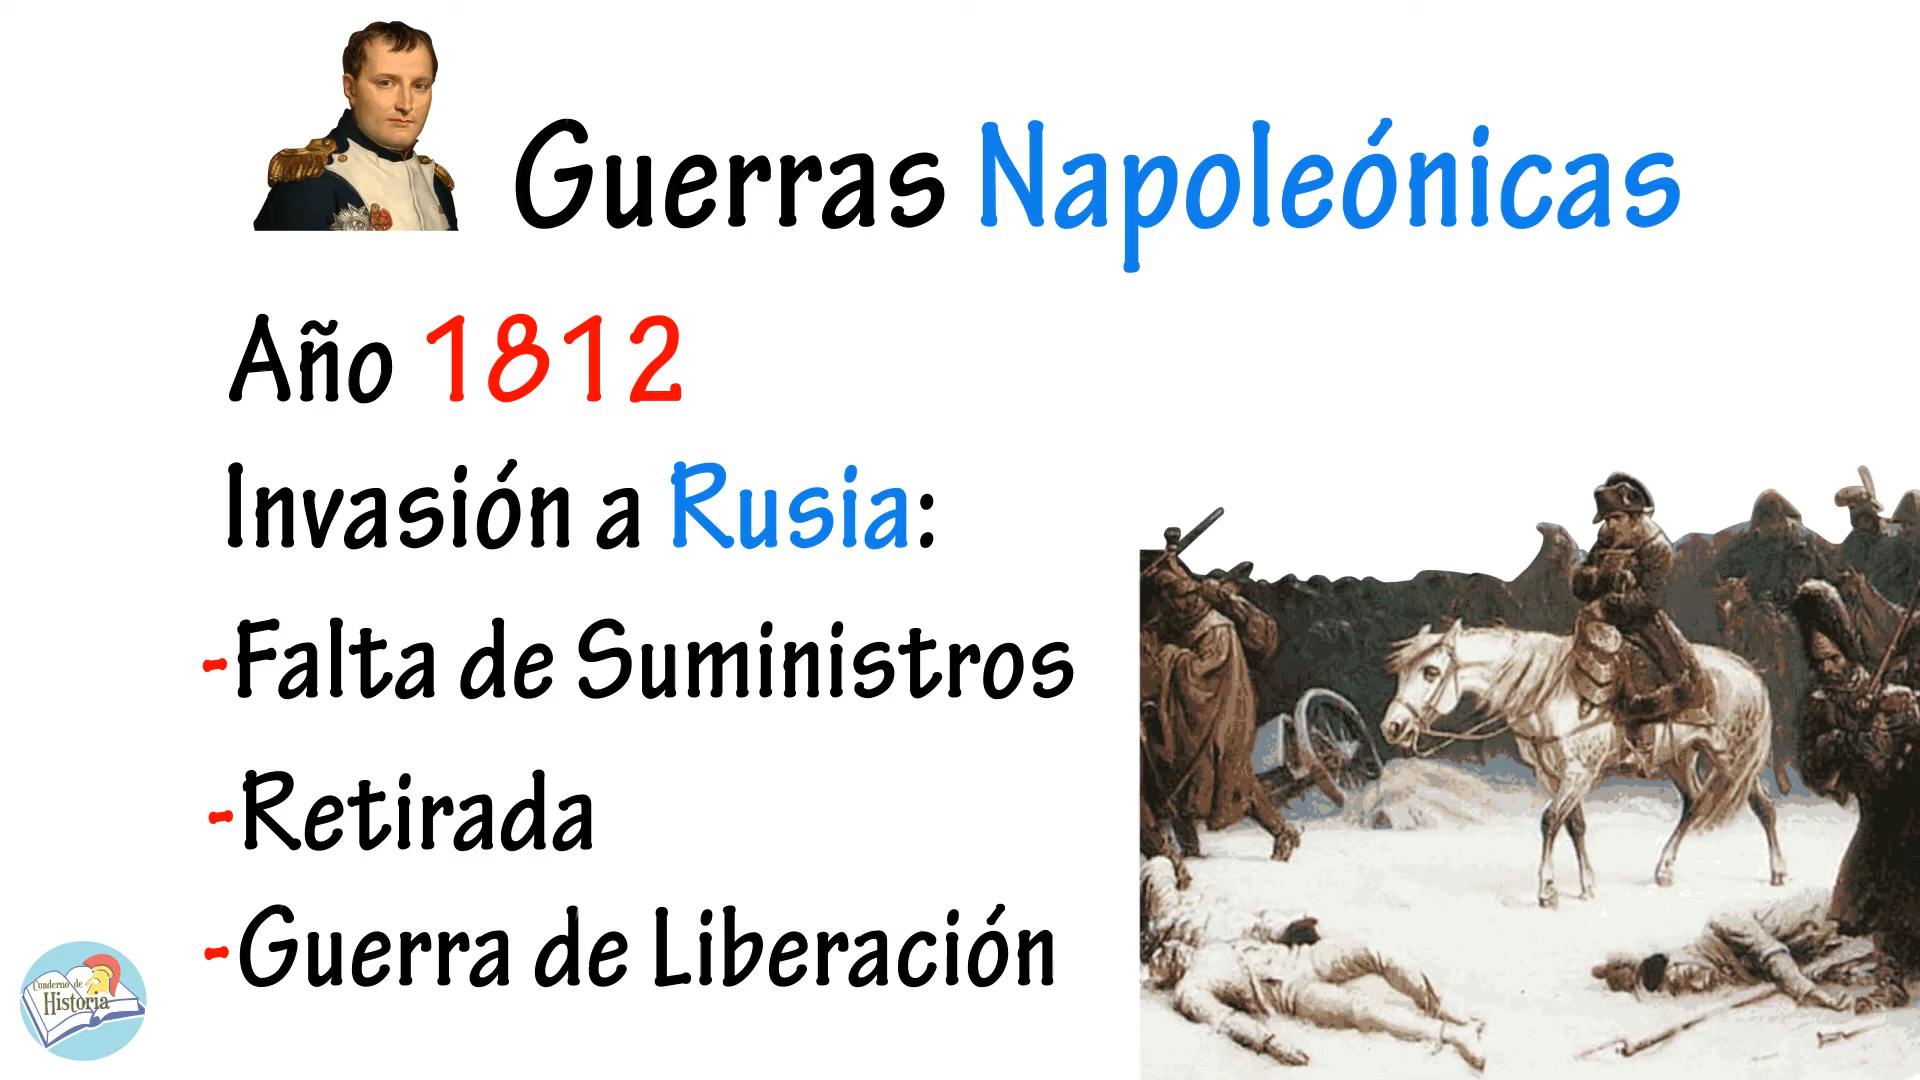 Guerras Napoleónicas
Año 1812
Invasión a Rusia:
-Falta de Suministros
-Retirada
-Guerra de Liberación
Cuaderno de
Historia